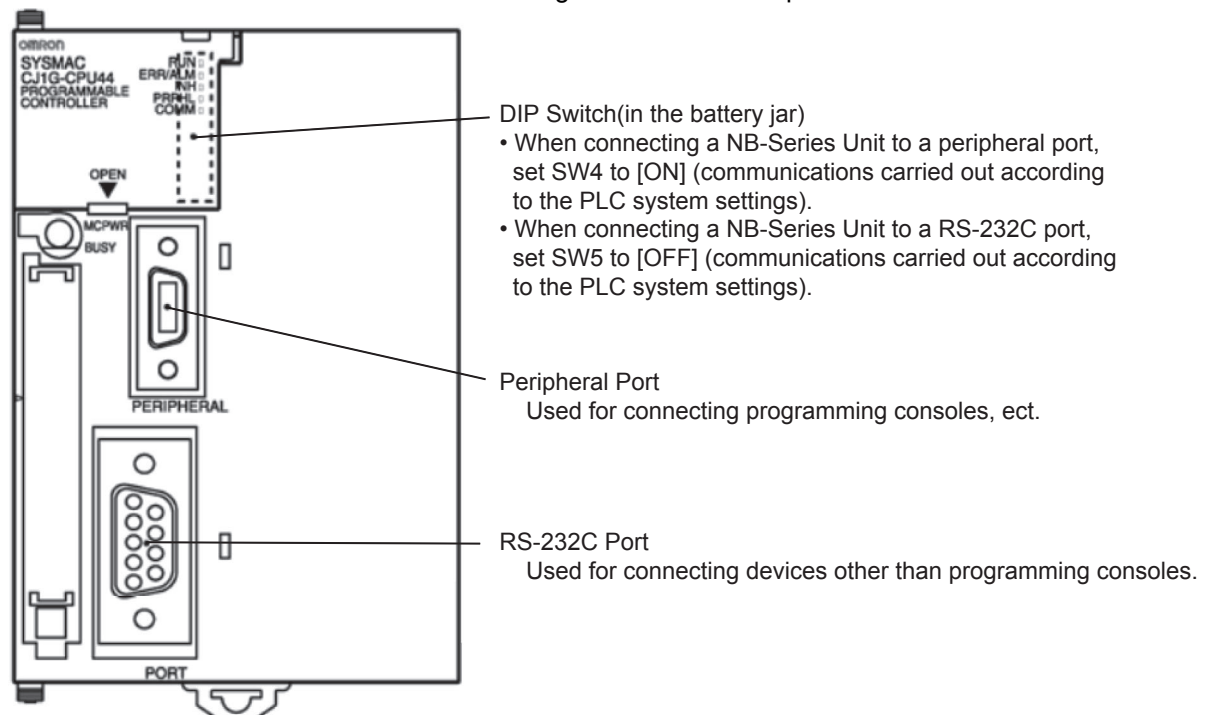 omron
SYSMAC
CJ1G-CPU44
PROGRAMMABLE
CONTROLLER
RUN
ERR/ALM
INH
PRPHL
COMM
OPEN
MCPWR
BUSY
PERIPHERAL
PORT
DIP Switch(in the battery jar)
• When connecting a NB-Series Unit to a peripheral port,
set SW4 to [ON] (communications carried out according
to the PLC system settings).
• When connecting a NB-Series Unit to a RS-232C port,
set SW5 to [OFF] (communications carried out according
to the PLC system settings).
Peripheral Port
Used for connecting programming consoles, ect.
RS-232C Port
Used for connecting devices other than programming consoles.